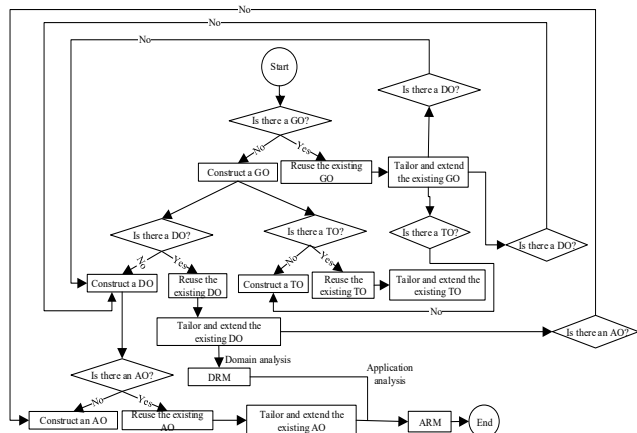 No
No
No
Start
Is there a DO?
Is there a GO?
No
Yes
Construct a GO
Reuse the existing
GO
Tailor and extend
the existing GO
Is there a DO?
Is there a TO?
Is there a TO?
Is there a DO?
No
Yes
No
Yes
Construct a DO
Reuse the
existing DO
Construct a TO
Reuse the
existing TO
Tailor and extend
the existing TO
No
Tailor and extend the
existing DO
Is there an AO?
Domain analysis
Application
analysis
Is there an AO?
DRM
No
Yes
Construct an AO
Reuse the existing
AO
Tailor and extend the
existing AO
ARM
End